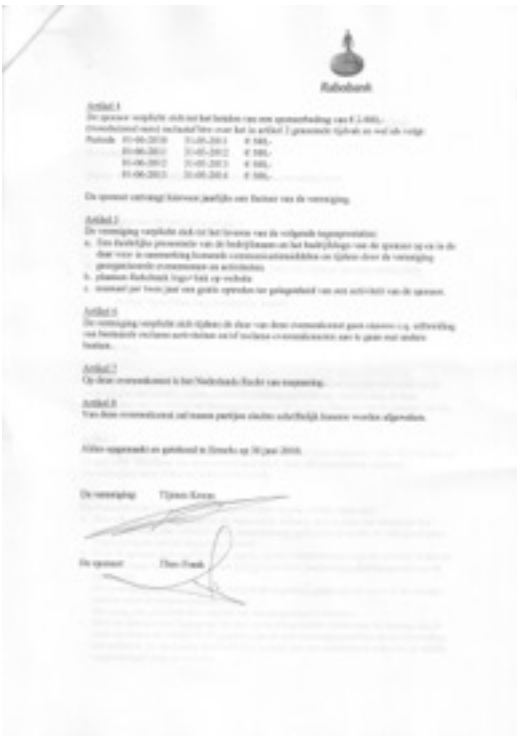 Rabobank
Artikel 4
De sponsor verplicht zich tot het betalen van een sponsorbedrag van € 2.000,-
(tweeduizend euro) exclusief btw over het in artikel 2 genoemde tijdvak en wel als volgt:
Periode 01-06-2010 31-05-2011 € 500,-
01-06-2011 31-05-2012 € 500,-
01-06-2012 31-05-2013 € 500,-
01-06-2013 31-05-2014 € 500,-
De sponsor ontvangt hiervoor jaarlijks een factuur van de vereniging.
Artikel 5
De vereniging verplicht zich tot het leveren van de volgende tegenprestaties:
a. Een duidelijke presentatie van de bedrijfsnaam en het bedrijfslogo van de sponsor op en in de
daar voor in aanmerking komende communicatiemiddelen en tijdens door de vereniging
georganiseerde evenementen en activiteiten.
b. plaatsen Rabobank logo+link op website
c. eenmaal per twee jaar een gratis optreden ter gelegenheid van een activiteit van de sponsor.
Artikel 6
De vereniging verplicht zich tijdens de duur van deze overeenkomst geen nieuwe c.q. uitbreiding
van bestaande reclame-activiteiten en/of reclame-overeenkomsten aan te gaan met andere
banken.
Artikel 7
Op deze overeenkomst is het Nederlands Recht van toepassing.
Artikel 8
Van deze overeenkomst zal tussen partijen slechts schriftelijk kunnen worden afgeweken.
Aldus opgemaakt en getekend te op 30 juni 2010.
De vereniging:
De sponsor: Theo Frank